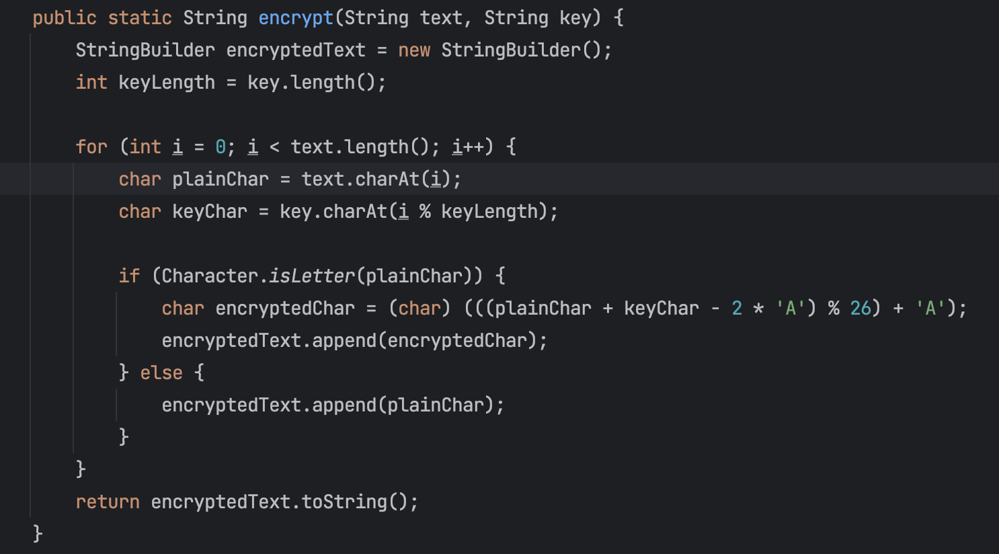 public static String encrypt(String text, String key) {
StringBuilder encryptedText = new StringBuilder();
int keyLength = key.length();
for (int i = 0; i < text.length(); i++) {
char plainChar = text.charAt(i);
char keyChar = key.charAt(i % keyLength);
if (Character.isLetter(plainChar)) {
char encryptedChar = (char) (((plainChar + keyChar - 2 * 'A') % 26) + 'A');
encryptedText.append(encryptedChar);
} else {
encryptedText.append(plainChar);
}
}
return encryptedText.toString();
}